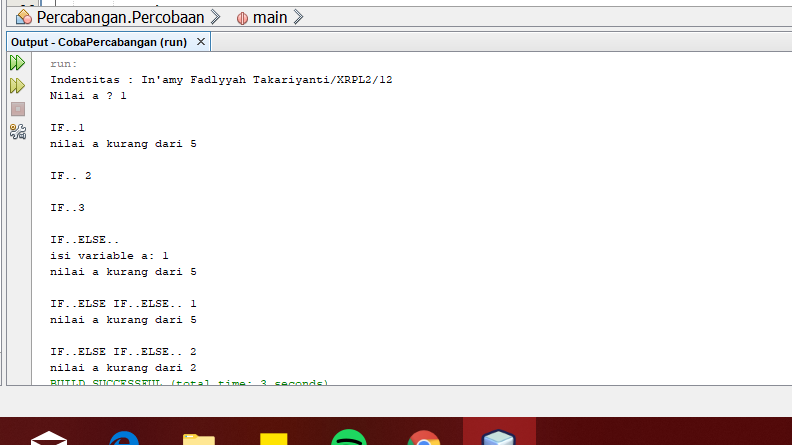 Percabangan.Percobaan main
Output - CobaPercabangan (run) ×
run:
Indentitas : In'amy Fadlyyah Takariyanti/XRPL2/12
Nilai a ? 1
IF..1
nilai a kurang dari 5
IF.. 2
IF..3
IF..ELSE..
isi variable a: 1
nilai a kurang dari 5
IF..ELSE IF..ELSE.. 1
nilai a kurang dari 5
IF..ELSE IF..ELSE.. 2
nilai a kurang dari 2
BUILD SUCCESSFUL (total time: 3 seconds)